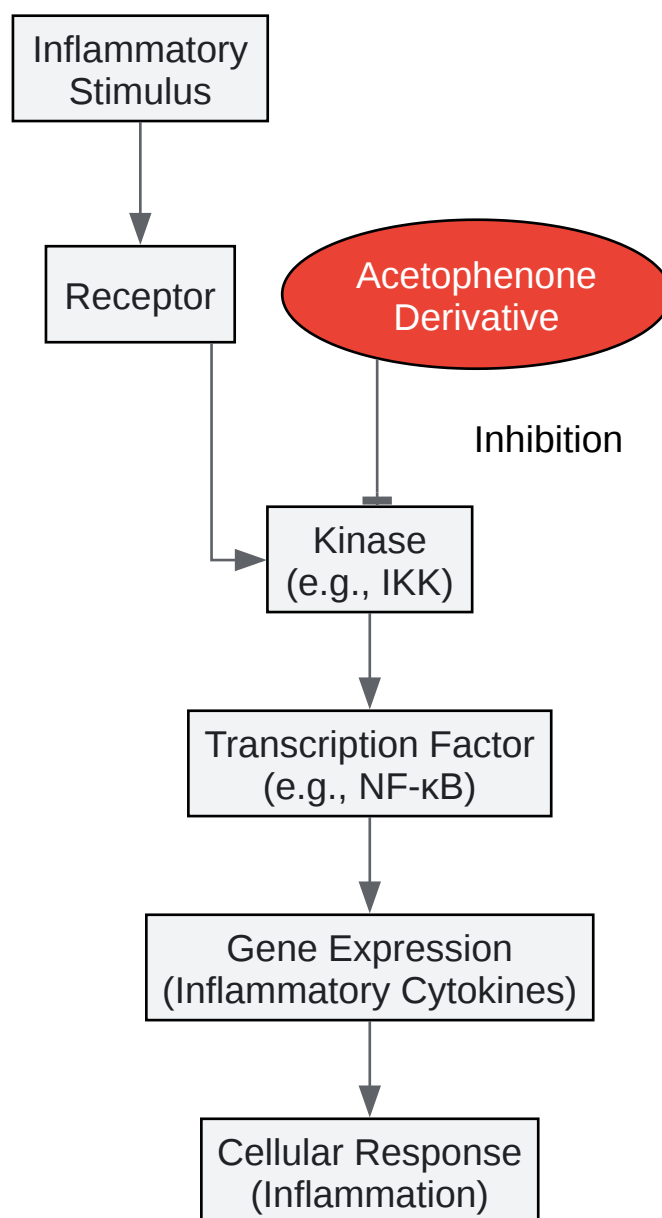 Inflammatory
Stimulus
Receptor
Acetophenone
Derivative
Inhibition
Kinase
(e.g., IKK)
Transcription Factor
(e.g., NF-κB)
Gene Expression
(Inflammatory Cytokines)
Cellular Response
(Inflammation)